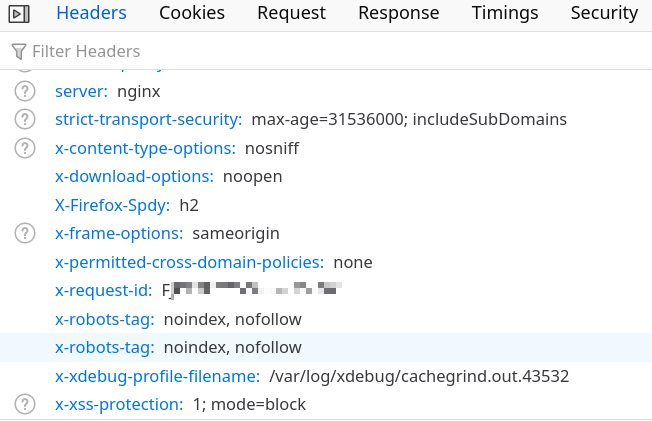 Headers Cookies Request Response Timings Security
Filter Headers
server: nginx
strict-transport-security: max-age=31536000; includeSubDomains
x-content-type-options: nosniff
x-download-options: noopen
X-Firefox-Spdy: h2
x-frame-options: sameorigin
x-permitted-cross-domain-policies: none
x-request-id:
x-robots-tag: noindex, nofollow
x-robots-tag: noindex, nofollow
x-xdebug-profile-filename: /var/log/xdebug/cachegrind.out.43532
x-xss-protection: 1; mode=block